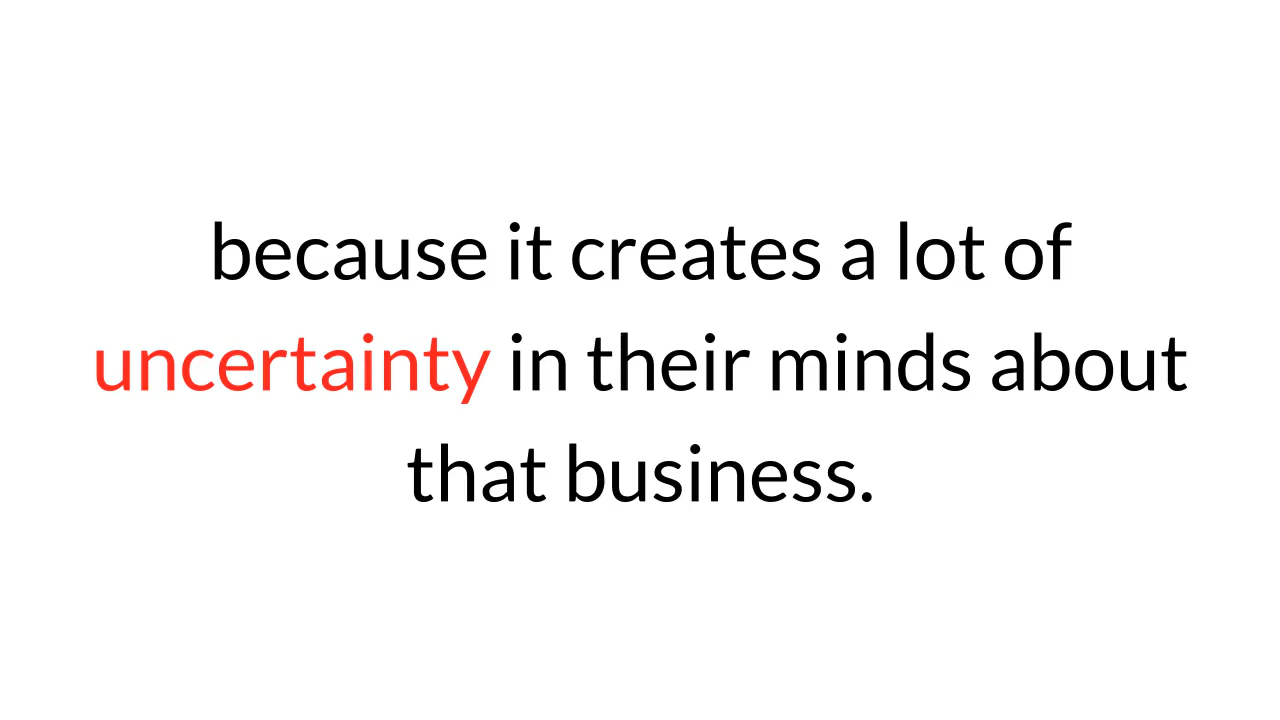 because it creates a lot of
uncertainty in their minds about
that business.